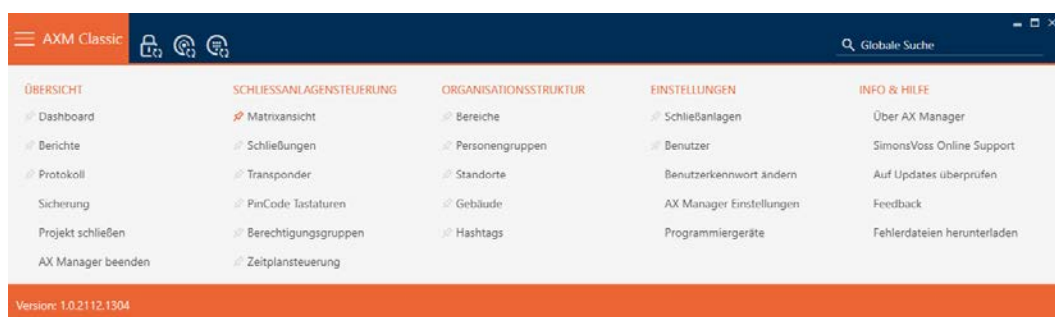 AXM Classic
Globale Suche
ÜBERSICHT
Dashboard
Berichte
Protokoll
Sicherung
Projekt schließen
AX Manager beenden
SCHLIESSANLAGENSTEUERUNG
Matrixansicht
Schließungen
Transponder
PinCode Tastaturen
Berechtigungsgruppen
Zeitplansteuerung
ORGANISATIONSSTRUKTUR
Bereiche
Personengruppen
Standorte
Gebäude
Hashtags
EINSTELLUNGEN
Schließanlagen
Benutzer
Benutzerkennwort ändern
AX Manager Einstellungen
Programmiergeräte
INFO & HILFE
Über AX Manager
SimonsVoss Online Support
Auf Updates überprüfen
Feedback
Fehlerdateien herunterladen
Version: 1.0.2112.1304